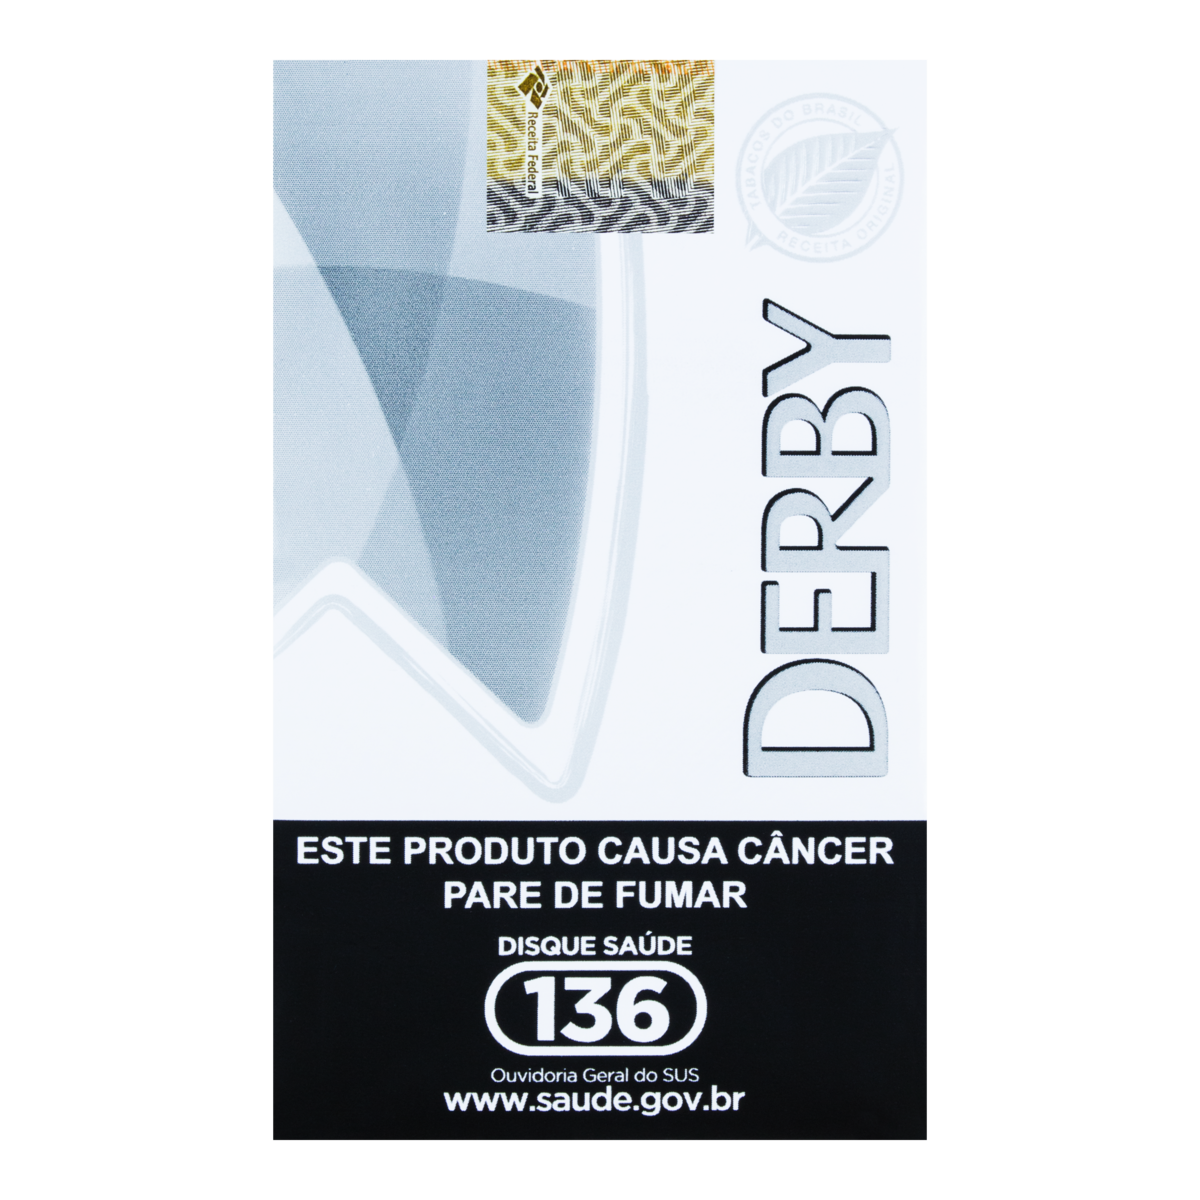 Receita Federal
TABACOS DO BRASIL
RECEITA ORIGINAL
DERBY
ESTE PRODUTO CAUSA CÂNCER
PARE DE FUMAR
DISQUE SAÚDE
136
Ouvidoria Geral do SUS
www.saude.gov.br